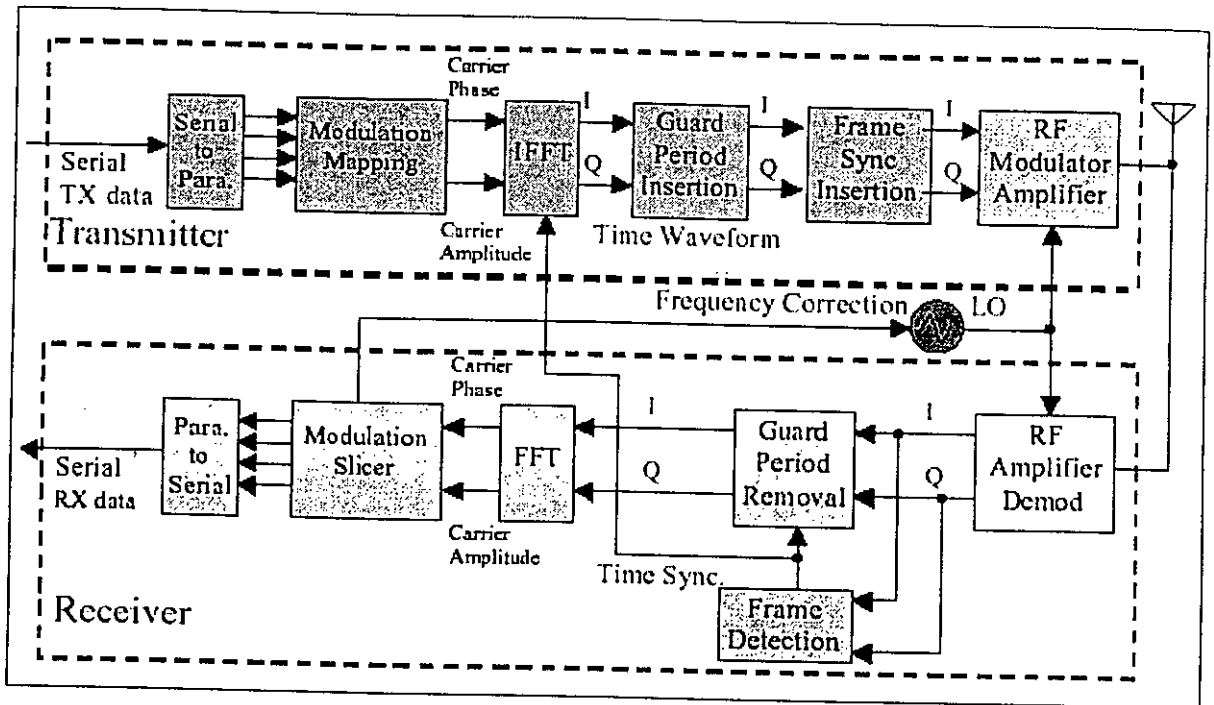 Carrier
Phase
Serial
to
Para.
Modulation
Mapping
IFFT
I
Q
Guard
Period
Insertion
I
Q
Frame
Sync
Insertion
I
Q
RF
Modulator
Amplifier
Serial
TX data
Transmitter
Carrier
Amplitude
Time Waveform
Frequency Correction
LO
Carrier
Phase
Para.
to
Serial
Modulation
Slicer
FFT
I
Q
Guard
Period
Removal
I
Q
RF
Amplifier
Demod
Serial
RX data
Carrier
Amplitude
Time Sync.
Frame
Detection
Receiver